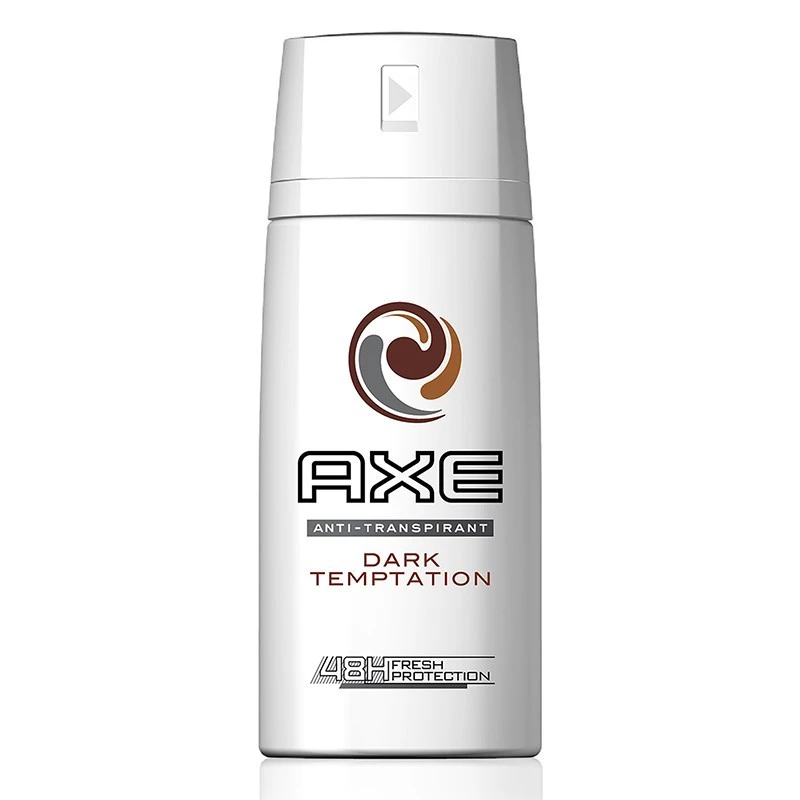 AXE
ANTI-TRANSPIRANT
DARK
TEMPTATION
48H FRESH
PROTECTION